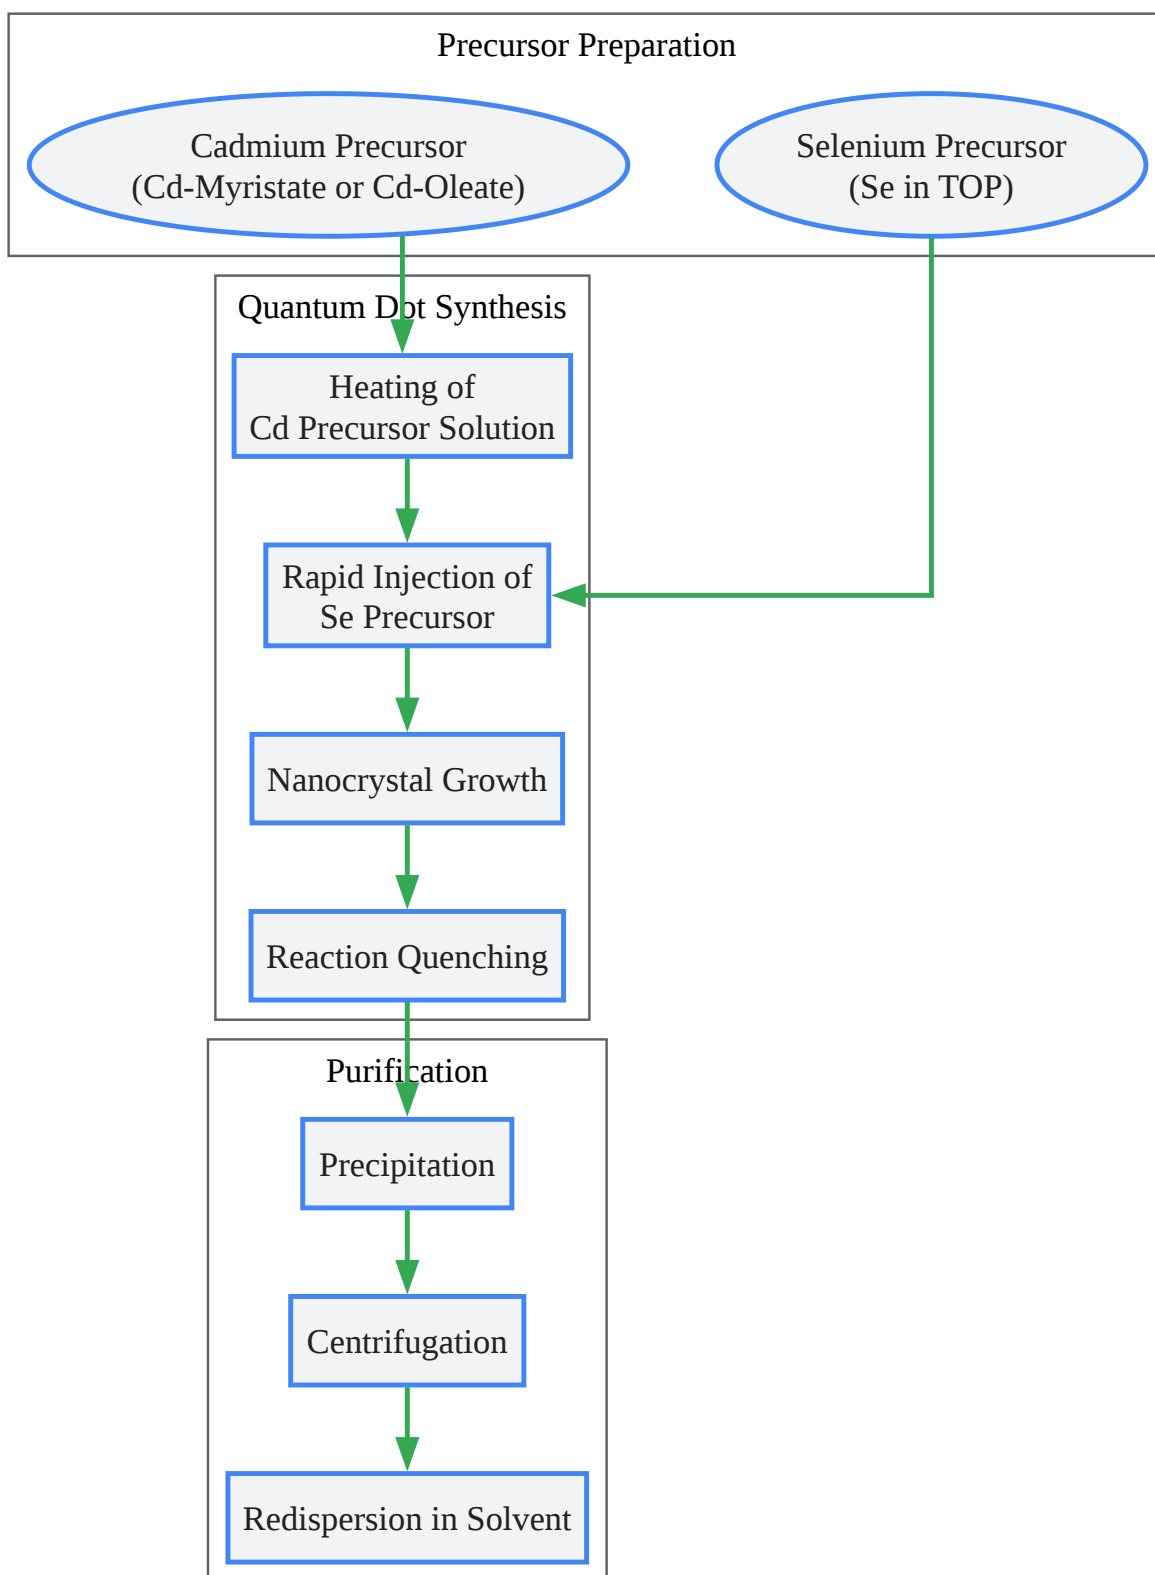 Precursor Preparation
Cadmium Precursor
(Cd-Myristate or Cd-Oleate)
Selenium Precursor
(Se in TOP)
Quantum Dot Synthesis
Heating of
Cd Precursor Solution
Rapid Injection of
Se Precursor
Nanocrystal Growth
Reaction Quenching
Purification
Precipitation
Centrifugation
Redispersion in Solvent